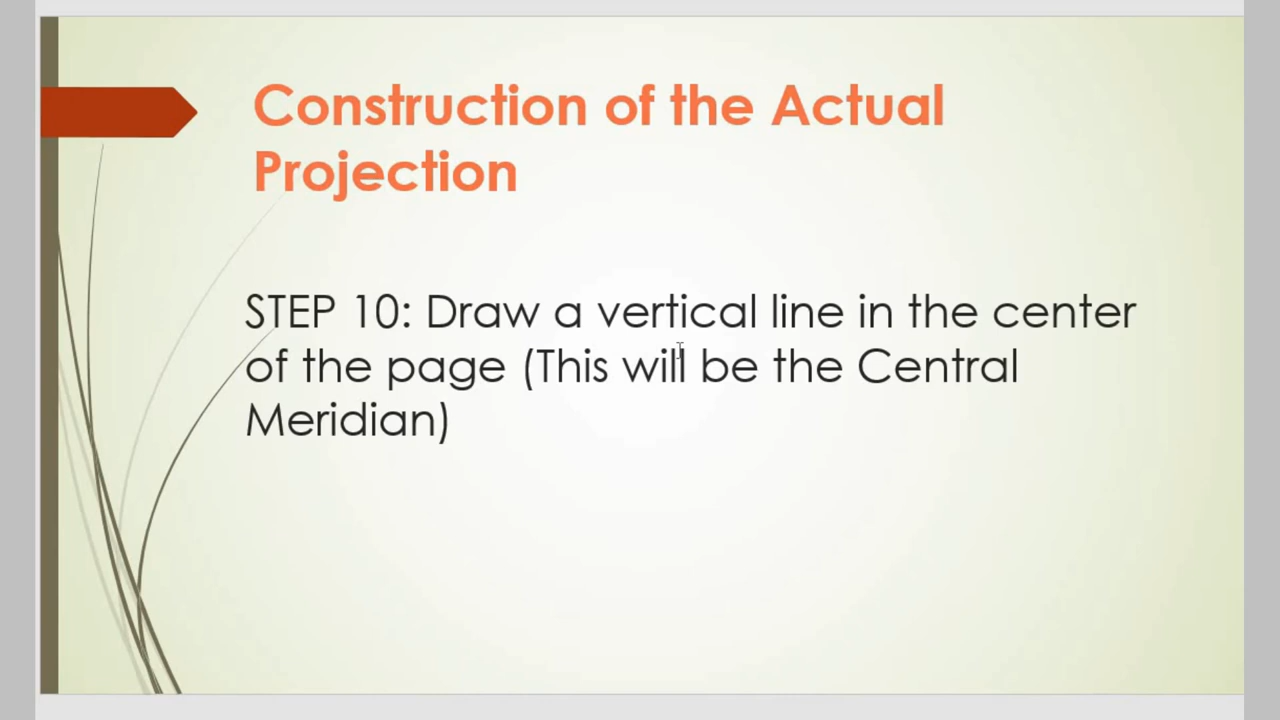 Construction of the Actual
Projection
STEP 10: Draw a vertical line in the center
of the page (This will be the Central
Meridian)